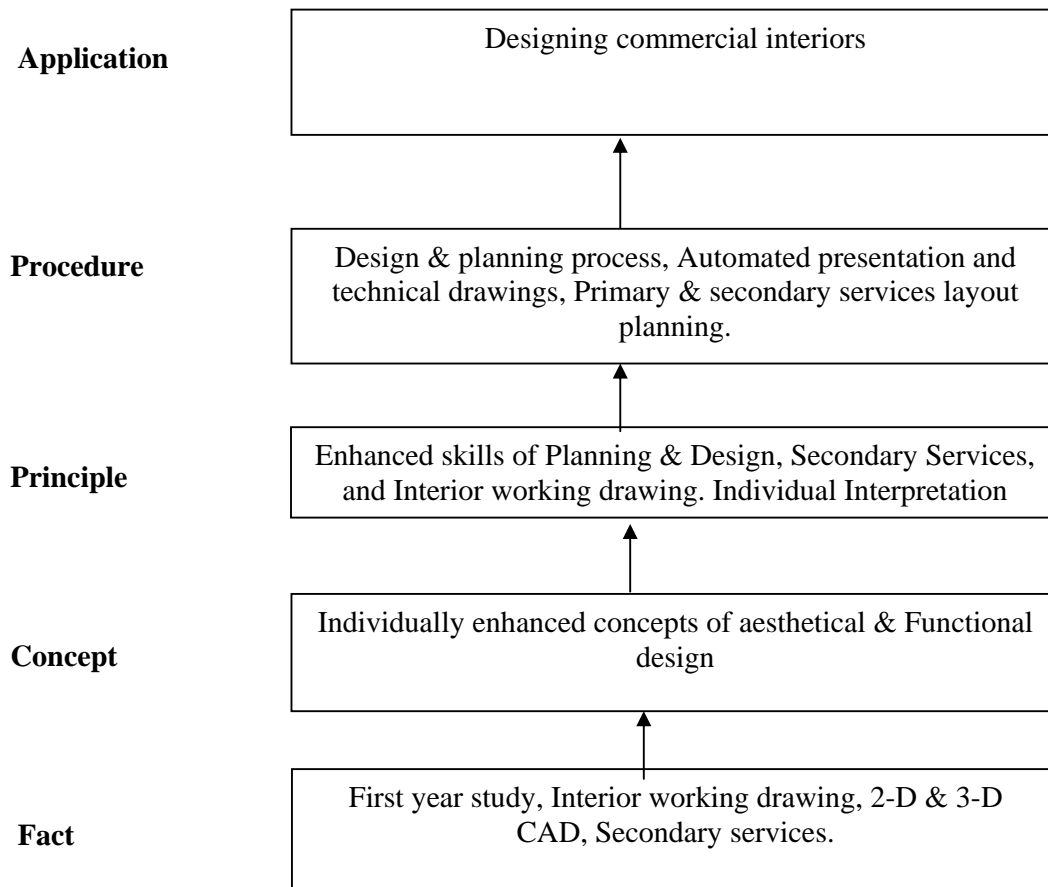 Application
Designing commercial interiors
Procedure
Design & planning process, Automated presentation and
technical drawings, Primary & secondary services layout
planning.
Principle
Enhanced skills of Planning & Design, Secondary Services,
and Interior working drawing. Individual Interpretation
Concept
Individually enhanced concepts of aesthetical & Functional
design
Fact
First year study, Interior working drawing, 2-D & 3-D
CAD, Secondary services.